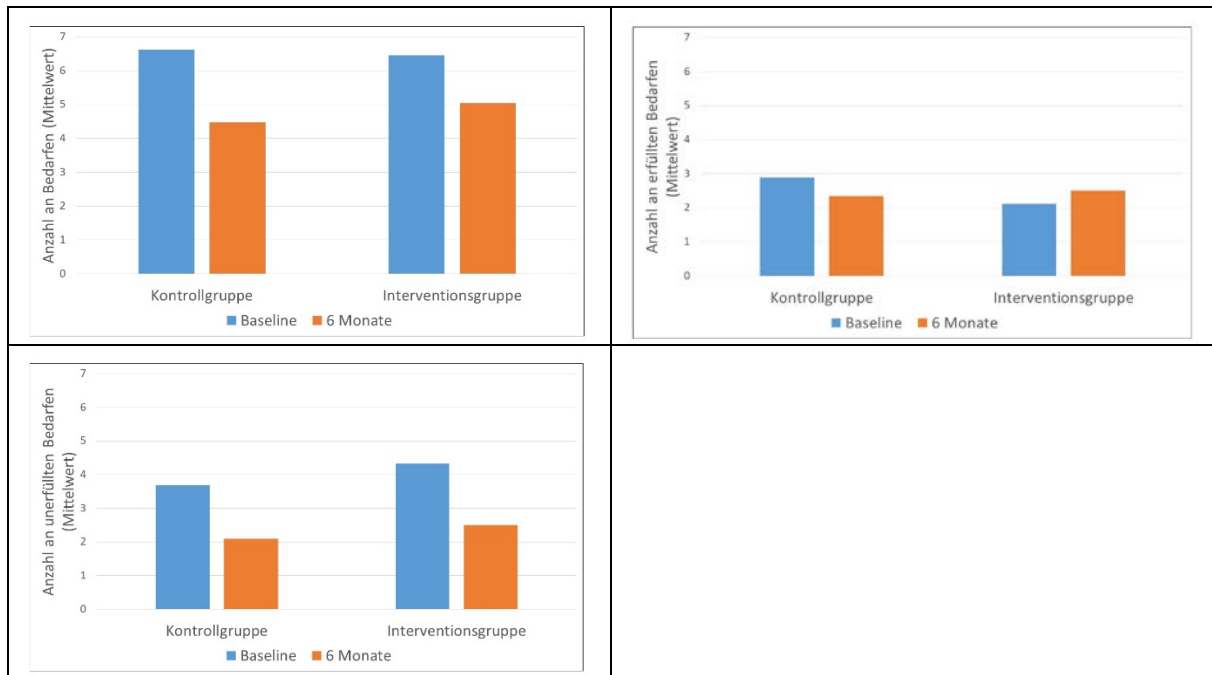 Anzahl an Bedarfen (Mittelwert)
7
6
5
4
3
2
1
0
Kontrollgruppe
Interventionsgruppe
Baseline
6 Monate
Anzahl an erfüllten Bedarfen
(Mittelwert)
7
6
5
4
3
2
1
0
Kontrollgruppe
Interventionsgruppe
Baseline
6 Monate
Anzahl an unerfüllten Bedarfen
(Mittelwert)
7
6
5
4
3
2
1
0
Kontrollgruppe
Interventionsgruppe
Baseline
6 Monate